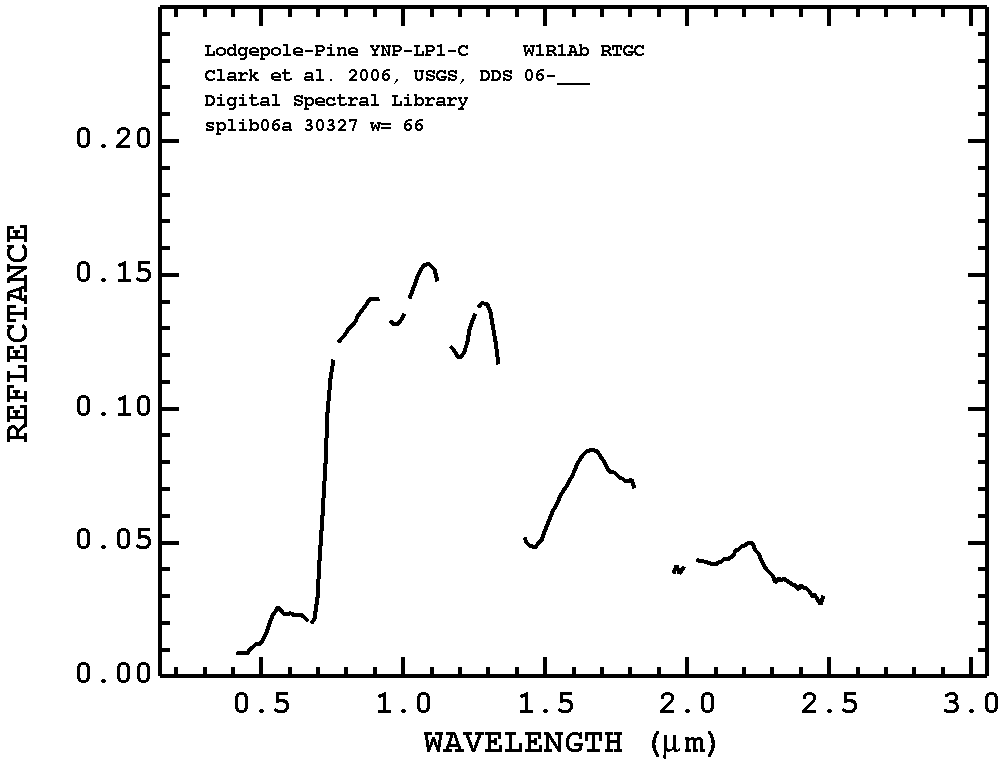 Lodgepole-Pine YNP-LP1-C W1R1Ab RTGC
Clark et al. 2006, USGS, DDS 06-___
Digital Spectral Library
splib06a 30327 w= 66
0.20
0.15
0.10
0.05
0.00
REFLECTANCE
0.5 1.0 1.5 2.0 2.5 3.0
WAVELENGTH (μm)